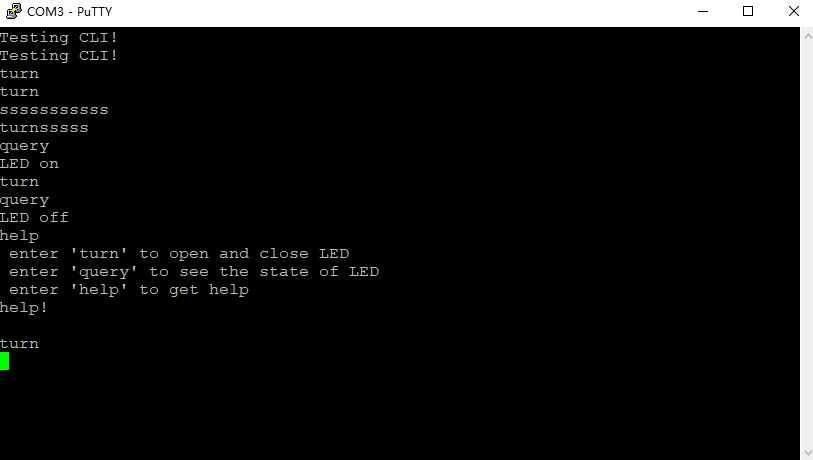 COM3 - PuTTY
Testing CLI!
Testing CLI!
turn
turn
sssssssssss
turnsssss
query
LED on
turn
query
LED off
help
 enter 'turn' to open and close LED
 enter 'query' to see the state of LED
 enter 'help' to get help
help!
turn